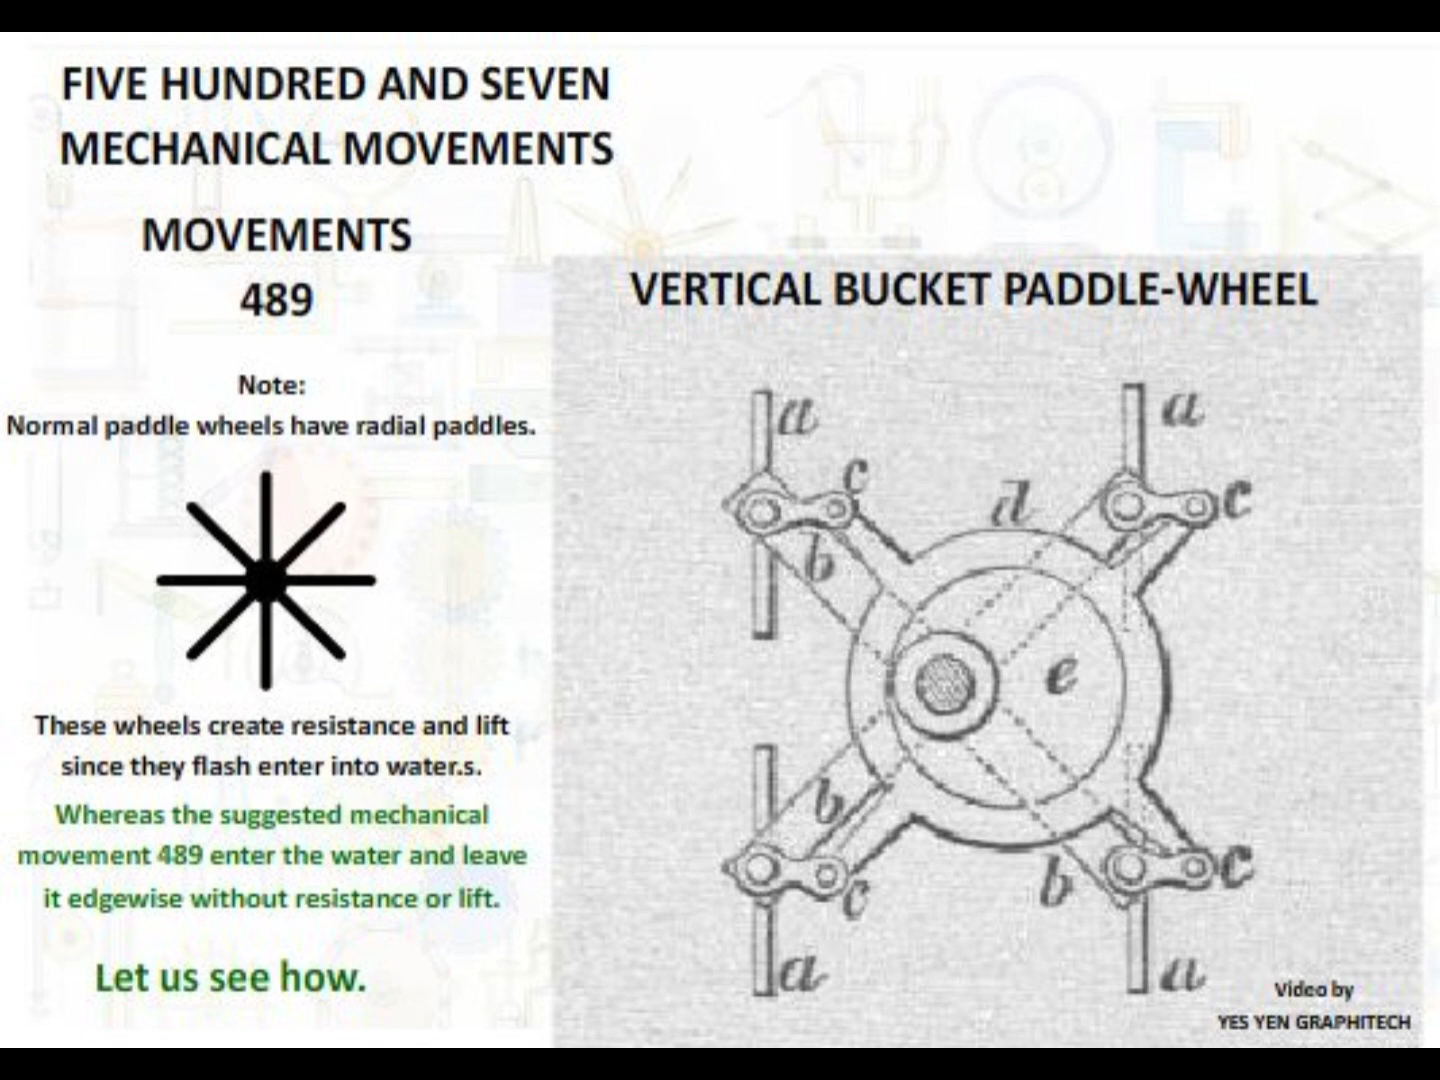 FIVE HUNDRED AND SEVEN
MECHANICAL MOVEMENTS
MOVEMENTS
489
Note:
Normal paddle wheels have radial paddles.
These wheels create resistance and lift
since they flash enter into water.s.
Whereas the suggested mechanical
movement 489 enter the water and leave
it edgewise without resistance or lift.
Let us see how.
VERTICAL BUCKET PADDLE-WHEEL
a
a
c
d
c
b
e
b
b
c
c
a
a
Video by
YES YEN GRAPHITECH